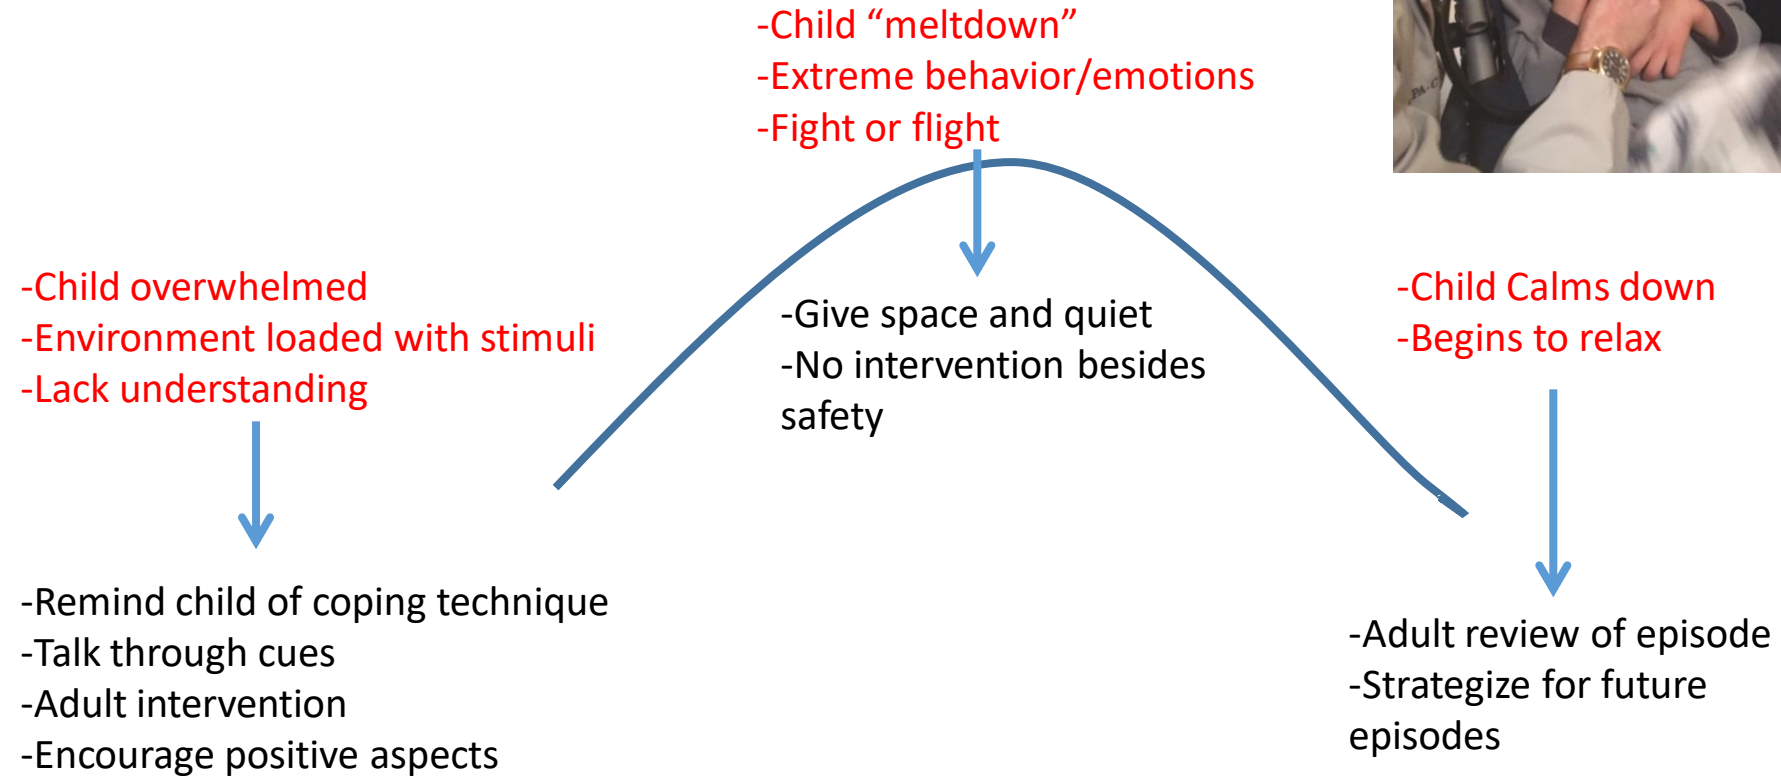 -Child “meltdown”
-Extreme behavior/emotions
-Fight or flight
-Child overwhelmed
-Environment loaded with stimuli
-Lack understanding
-Give space and quiet
-No intervention besides
safety
-Child Calms down
-Begins to relax
-Remind child of coping technique
-Talk through cues
-Adult intervention
-Encourage positive aspects
-Adult review of episode
-Strategize for future
episodes
PA-C